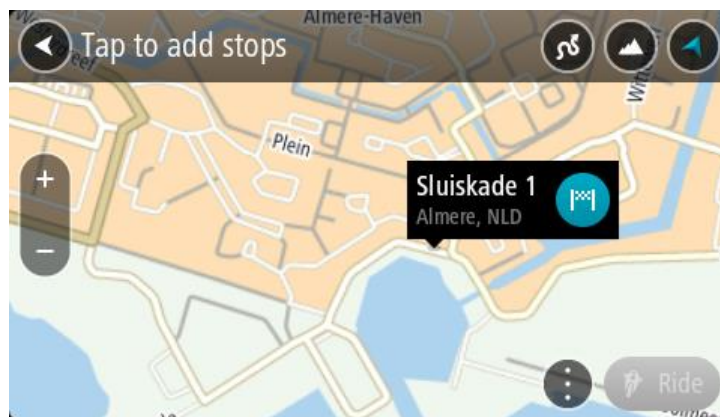 Almere-Haven
Tap to add stops
Plein
Sluiskade 1
Almere, NLD
+
−
Ride